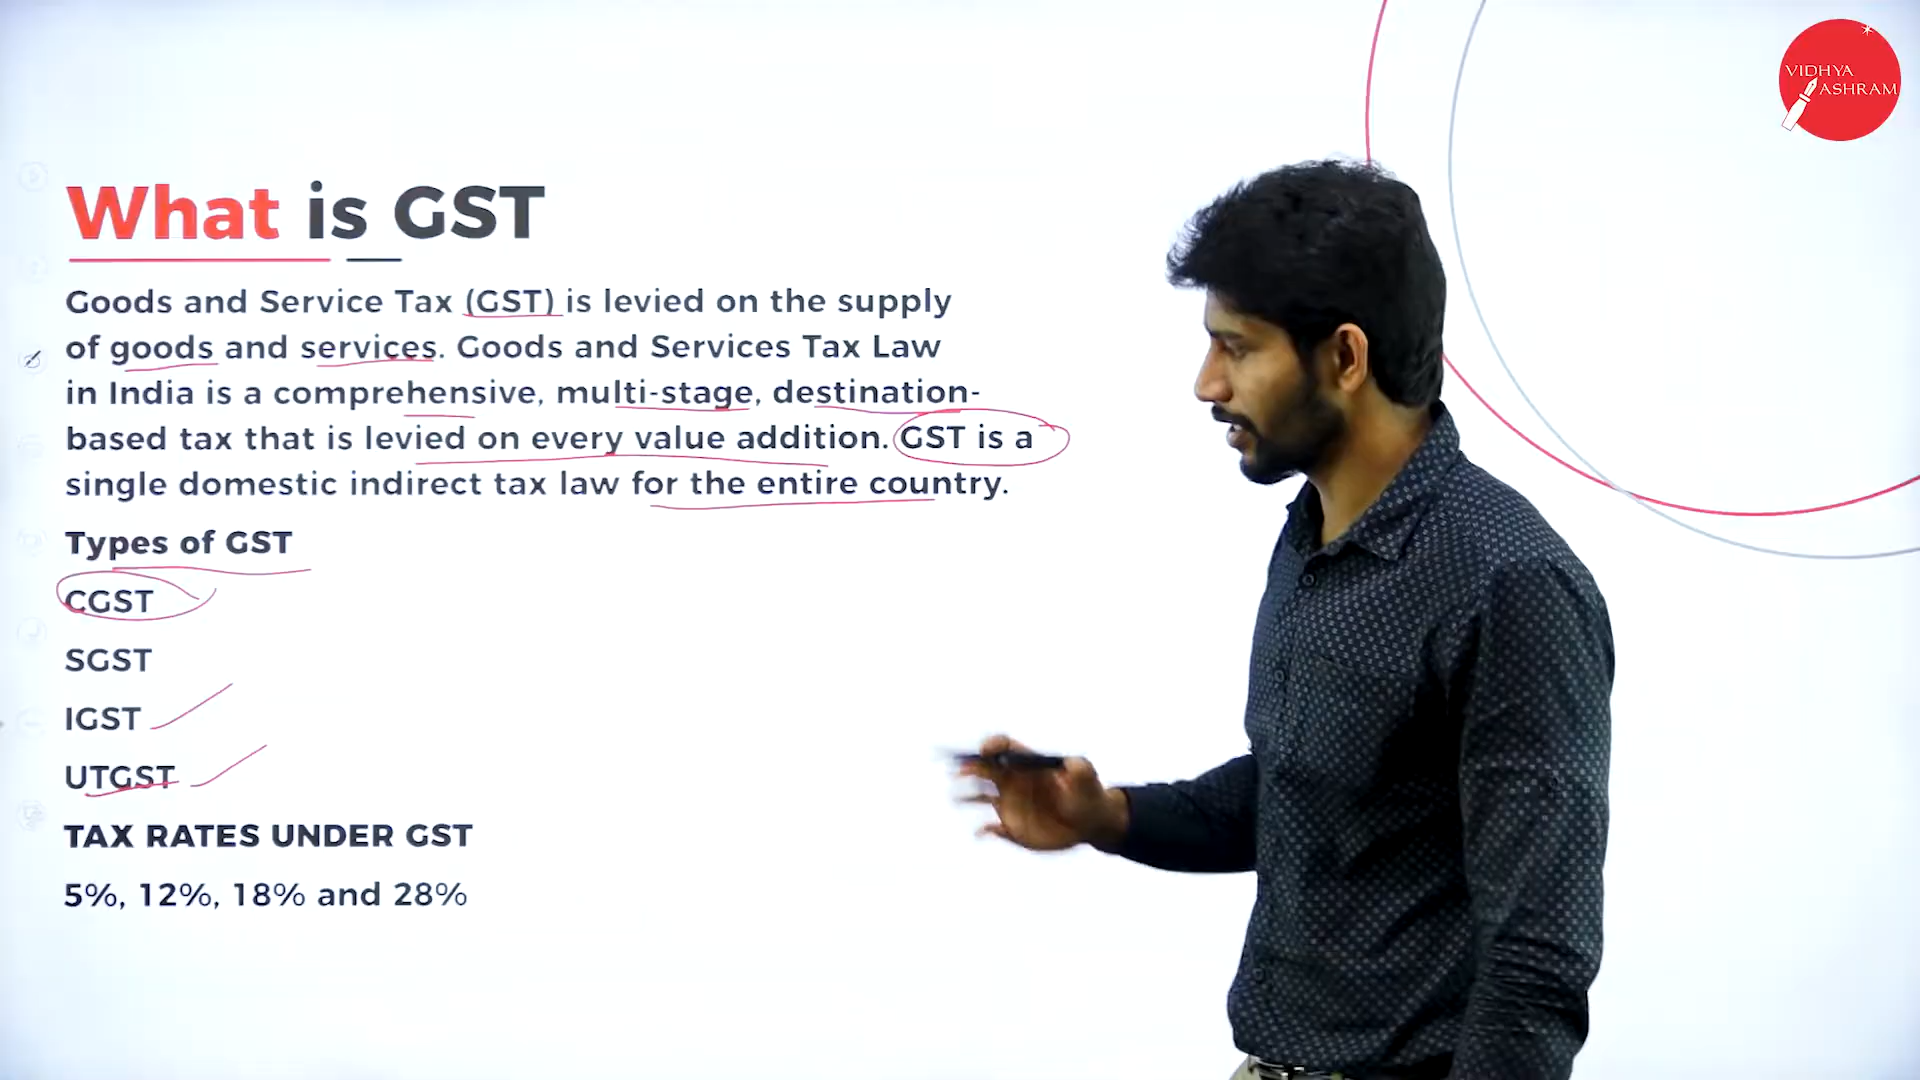 VIDHYA
ASHRAM
What is GST
Goods and Service Tax (GST) is levied on the supply
of goods and services. Goods and Services Tax Law
in India is a comprehensive, multi-stage, destination-
based tax that is levied on every value addition. GST is a
single domestic indirect tax law for the entire country.
Types of GST
CGST
SGST
IGST
UTGST
TAX RATES UNDER GST
5%, 12%, 18% and 28%